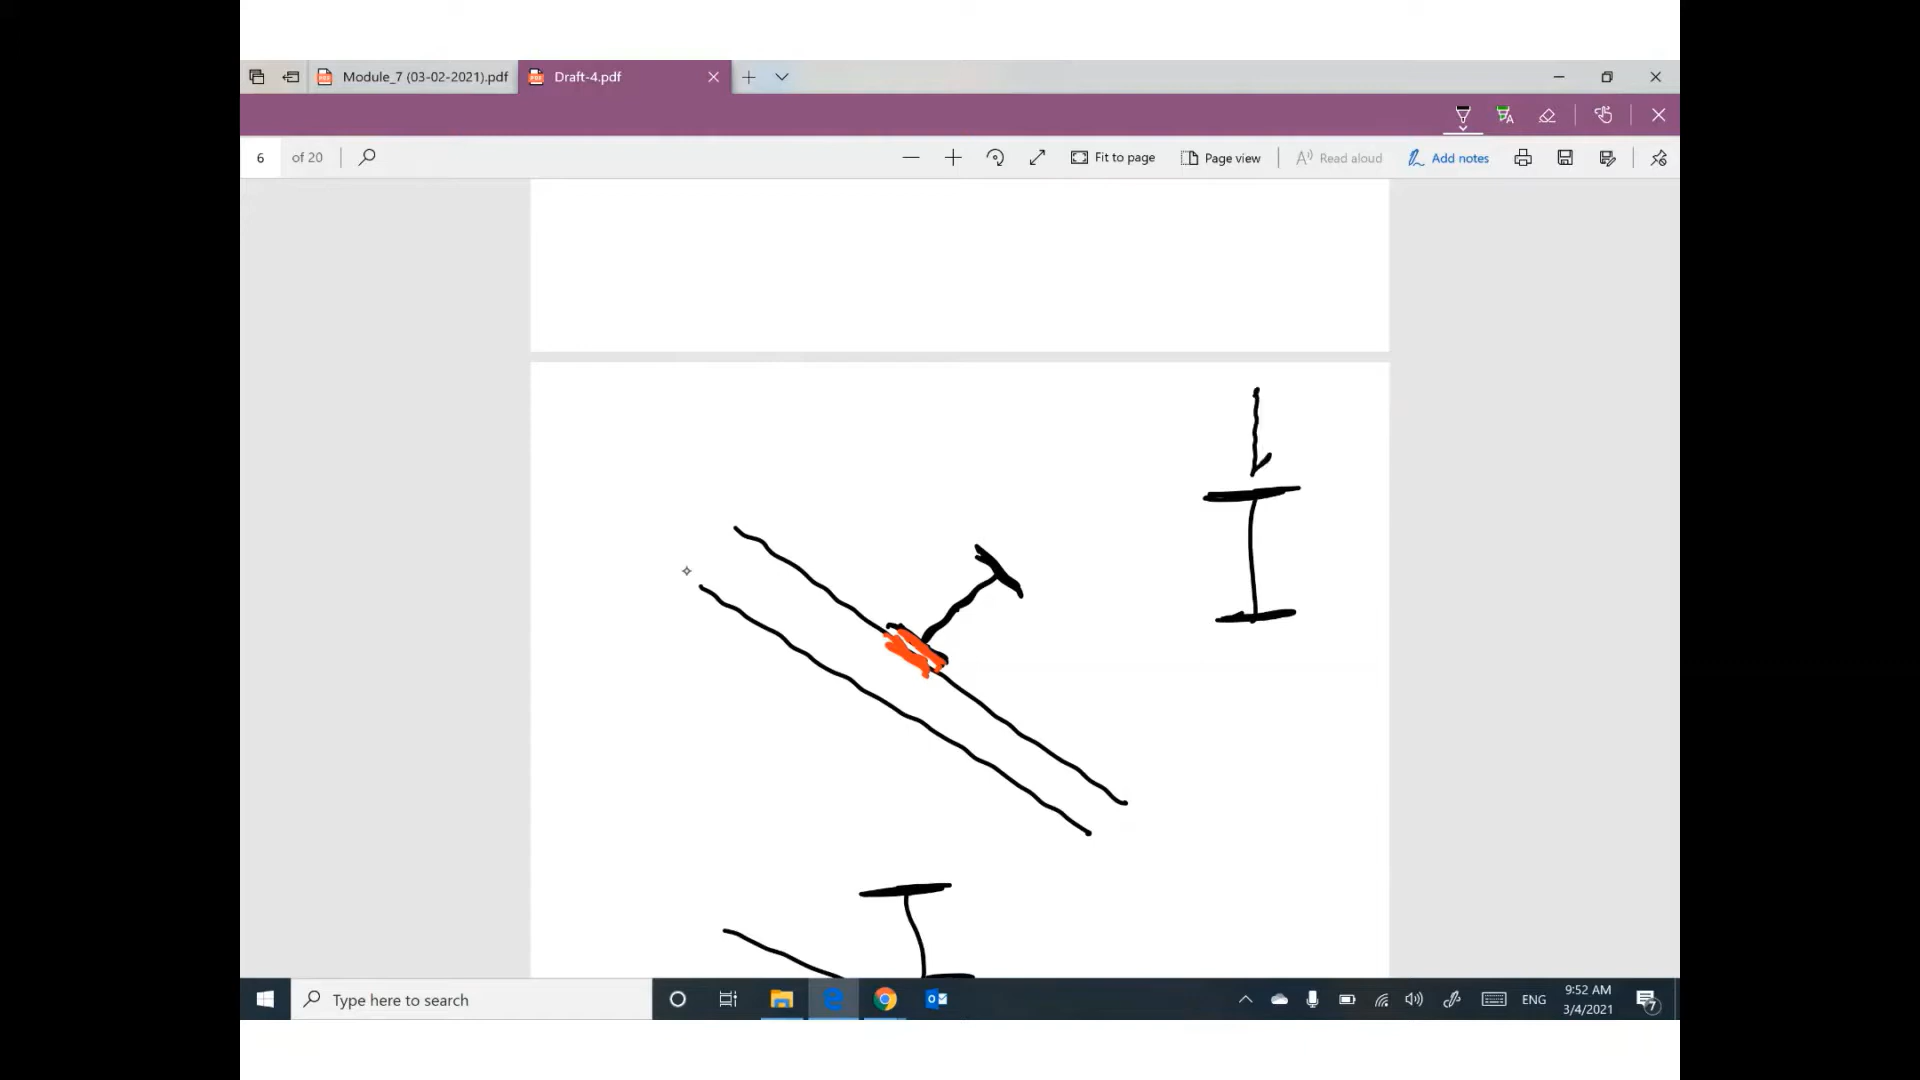 Module_7 (03-02-2021).pdf
Draft-4.pdf
6 of 20
Fit to page
Page view
Read aloud
Add notes
Type here to search
ENG
9:52 AM
3/4/2021
7